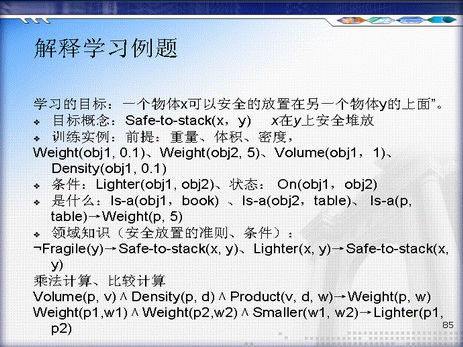 解释学习例题
学习的目标：一个物体x可以安全的放置在另一个物体y的上面”。
❖ 目标概念：Safe-to-stack(x，y) x在y上安全堆放
❖ 训练实例：前提：重量、体积、密度，
Weight(obj1, 0.1)、Weight(obj2, 5)、Volume(obj1，1)、
Density(obj1, 0.1)
❖ 条件：Lighter(obj1, obj2)、状态： On(obj1，obj2)
❖ 是什么：Is-a(obj1，book) 、Is-a(obj2，table)、 Is-a(p,
table)→Weight(p, 5)
❖ 领域知识（安全放置的准则、条件）：
¬Fragile(y)→Safe-to-stack(x, y)、Lighter(x, y)→Safe-to-stack(x,
y)
乘法计算、比较计算
Volume(p, v)∧Density(p, d)∧Product(v, d, w)→Weight(p, w)
Weight(p1,w1)∧Weight(p2,w2)∧Smaller(w1, w2)→Lighter(p1,
p2)
85